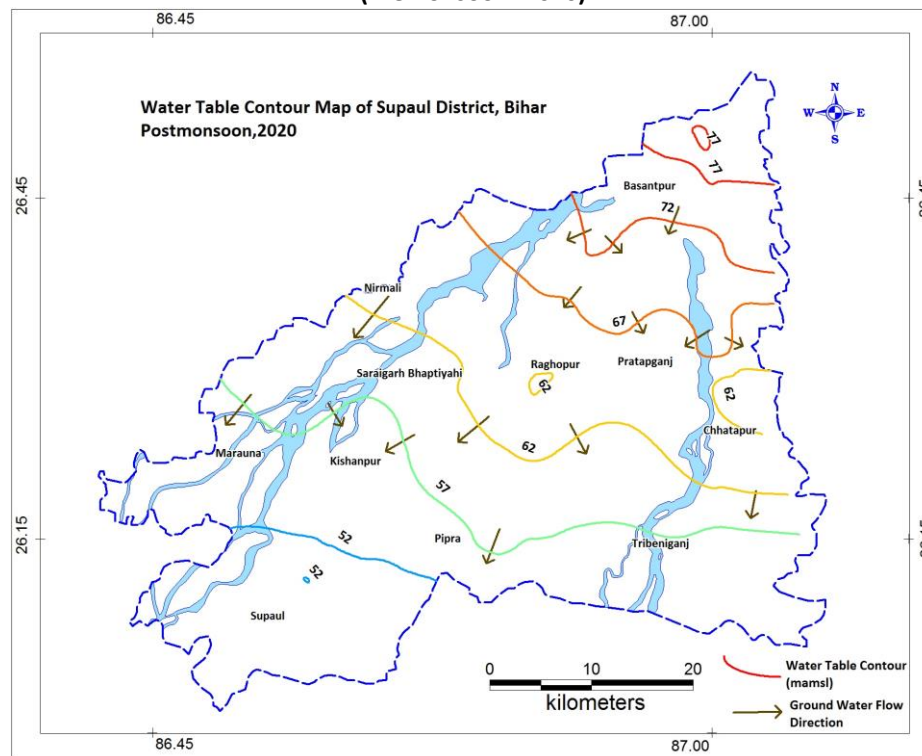 86.45 87.00
Water Table Contour Map of Supaul District, Bihar
Postmonsoon,2020
N
W E
S
77
77
26.45
Basantpur
72
Nirmali
67
Raghopur
Pratapganj
Saraigarh Bhaptiyahi
62
62
Chhatapur
Marauna
Kishanpur
62
57
26.15
Pipra
Tribeniganj
52
52
Supaul
0 10 20
kilometers
Water Table Contour
(mamsl)
Ground Water Flow
Direction
86.45 87.00